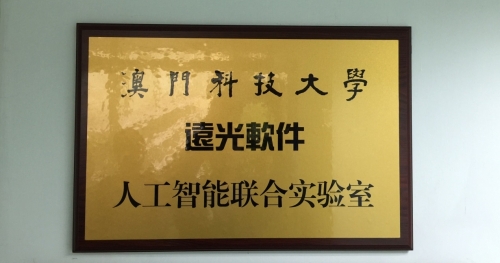 澳門科技大學
遠光軟件
人工智能联合实验室